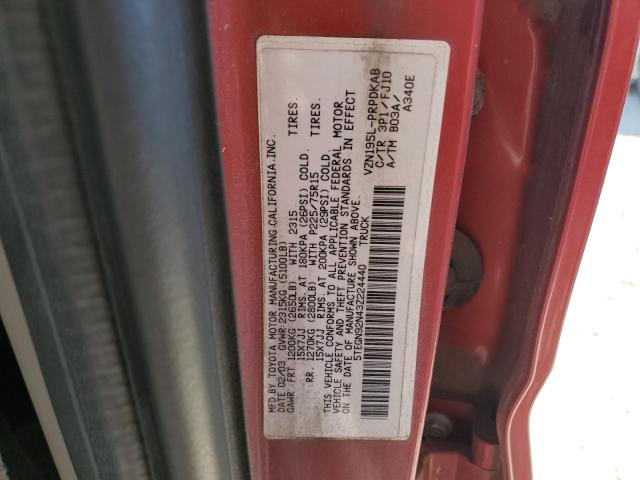 MFD.BY TOYOTA MOTOR MANUFACTURING CALIFORNIA.INC.
DATE 02/03 GVWR 2315KG (5100LB)
GAWR: FRT.1200KG (2650LB) WITH 2315 TIRES.
15X7JJ RIMS. AT 180KPA (26PSI) COLD.
RR. 1270KG (2800LB) WITH P225/75R15 TIRES.
15X7JJ RIMS. AT 200KPA (29PSI) COLD.
THIS VEHICLE CONFORMS TO ALL APPLICABLE FEDERAL MOTOR
VEHICLE SAFETY AND THEFT PREVENTION STANDARDS IN EFFECT
ON THE DATE OF MANUFACTURE SHOWN ABOVE.
5TEGN92N43Z224440 TRUCK
VZN195L-PRPDKAB
C/TR 3P1/FJ10
A/TM B03A/
A340E